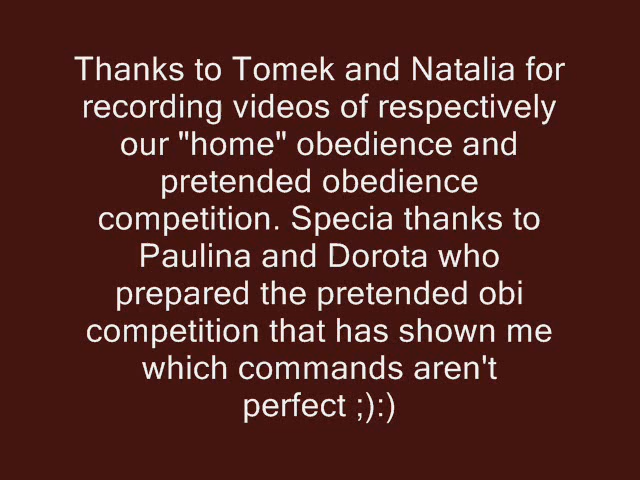 Thanks to Tomek and Natalia for
recording videos of respectively
our "home" obedience and
pretended obedience
competition. Specia thanks to
Paulina and Dorota who
prepared the pretended obi
competition that has shown me
which commands aren't
perfect ;):)